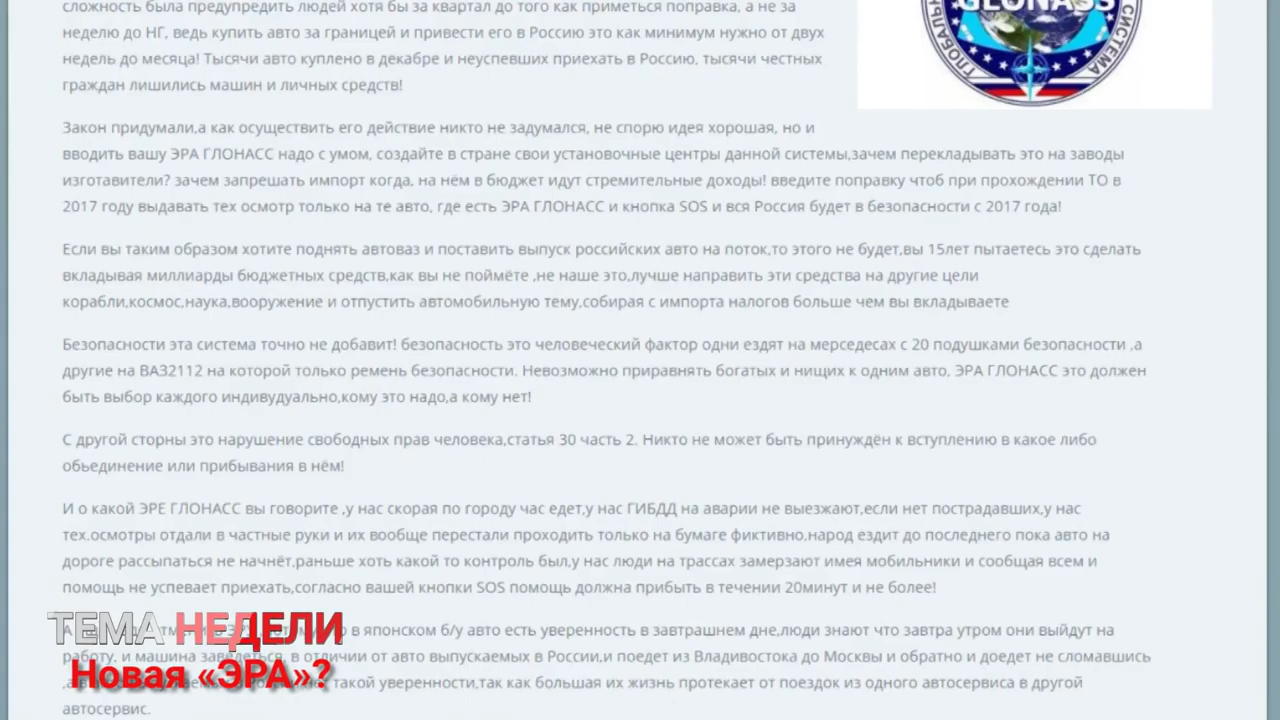 сложность была предупредить людей хотя бы за квартал до того как приметься поправка, а не за
неделю до НГ, ведь купить авто за границей и привести его в Россию это как минимум нужно от двух
недель до месяца! Тысячи авто куплено в декабре и неуспевших приехать в Россию, тысячи честных
граждан лишились машин и личных средств!
GLONASS
ГЛОБАЛЬН
СИСТЕМА
Закон придумали,а как осуществить его действие никто не задумался, не спорю идея хорошая, но и
вводить вашу ЭРА ГЛОНАСС надо с умом, создайте в стране свои установочные центры данной системы,зачем перекладывать это на заводы
изготавители? зачем запрешать импорт когда, на нём в бюджет идут стремительные доходы! введите поправку чтоб при прохождении ТО в
2017 году выдавать тех осмотр только на те авто, где есть ЭРА ГЛОНАСС и кнопка SOS и вся Россия будет в безопасности с 2017 года!
Если вы таким образом хотите поднять автоваз и поставить выпуск российских авто на поток,то этого не будет,вы 15лет пытаетесь это сделать
вкладывая миллиарды бюджетных средств,как вы не поймёте ,не наше это,лучше направить эти средства на другие цели
корабли,космос,наука,вооружение и отпустить автомобильную тему,собирая с импорта налогов больше чем вы вкладываете
Безопасности эта система точно не добавит! безопасность это человеческий фактор одни ездят на мерседесах с 20 подушками безопасности ,а
другие на ВАЗ2112 на которой только ремень безопасности. Невозможно приравнять богатых и нищих к одним авто, ЭРА ГЛОНАСС это должен
быть выбор каждого индивудуально,кому это надо,а кому нет!
С другой сторны это нарушение свободных прав человека,статья 30 часть 2. Никто не может быть принуждён к вступлению в какое либо
обьединение или прибывания в нём!
И о какой ЭРЕ ГЛОНАСС вы говорите ,у нас скорая по городу час едет,у нас ГИБДД на аварии не выезжают,если нет пострадавших,у нас
тех.осмотры отдали в частные руки и их вообще перестали проходить только на бумаге фиктивно,народ ездит до последнего пока авто на
дороге рассыпаться не начнёт,раньше хоть какой то контроль был,у нас люди на трассах замерзают имея мобильники и сообщая всем и
помощь не успевает приехать,согласно вашей кнопки SOS помощь должна прибыть в течении 20минут и не более!
в японском б/у авто есть уверенность в завтрашнем дне,люди знают что завтра утром они выйдут на
работу, и машина заведеться, в отличии от авто выпускаемых в России,и поедет из Владивостока до Москвы и обратно и доедет не сломавшись
такой уверенности,так как большая их жизнь протекает от поездок из одного автосервиса в другой
автосервис.
ТЕМА НЕДЕЛИ
Новая «ЭРА»?